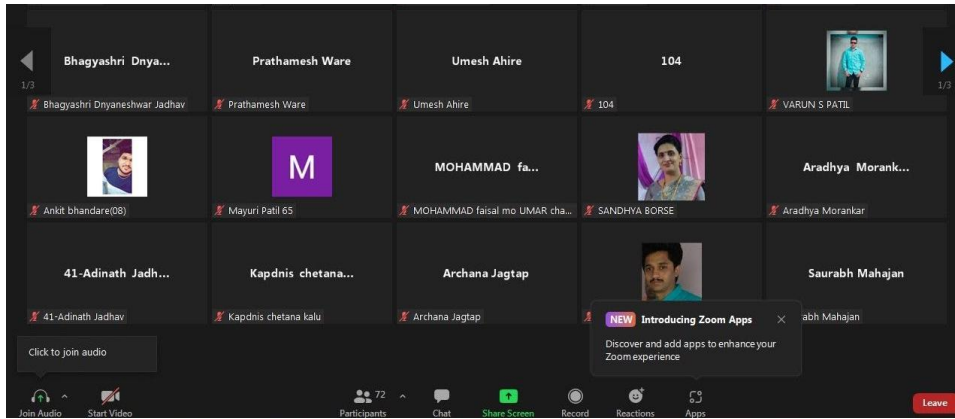 Bhagyashri Dnya...
Prathamesh Ware
Umesh Ahire
104
1/3
1/3
Bhagyashri Dnyaneshwar Jadhav
Prathamesh Ware
Umesh Ahire
104
VARUN S PATIL
M
MOHAMMAD fa...
Aradhya Morank...
Ankit bhandare(08)
Mayuri Patil 65
MOHAMMAD faisal mo UMAR cha...
SANDHYA BORSE
Aradhya Morankar
41-Adinath Jadh...
Kapdnis chetana...
Archana Jagtap
Saurabh Mahajan
41-Adinath Jadhav
Kapdnis chetana kalu
Archana Jagtap
rabh Mahajan
NEW Introducing Zoom Apps
Discover and add apps to enhance your
Zoom experience
Click to join audio
72
Join Audio
Start Video
Participants
Chat
Share Screen
Record
Reactions
Apps
Leave